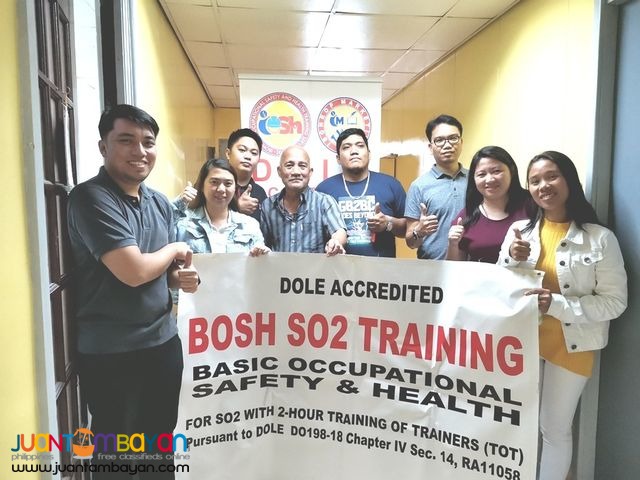 DOLE ACCREDITED
BOSH SO2 TRAINING
BASIC OCCUPATIONAL
SAFETY & HEALTH
FOR SO2 WITH 2-HOUR TRAINING OF TRAINERS (TOT)
Pursuant to DOLE DO198-18 Chapter IV Sec. 14, RA11058
JUANTAMBAYAN
philippines free classifieds online
www.juantambayan.com